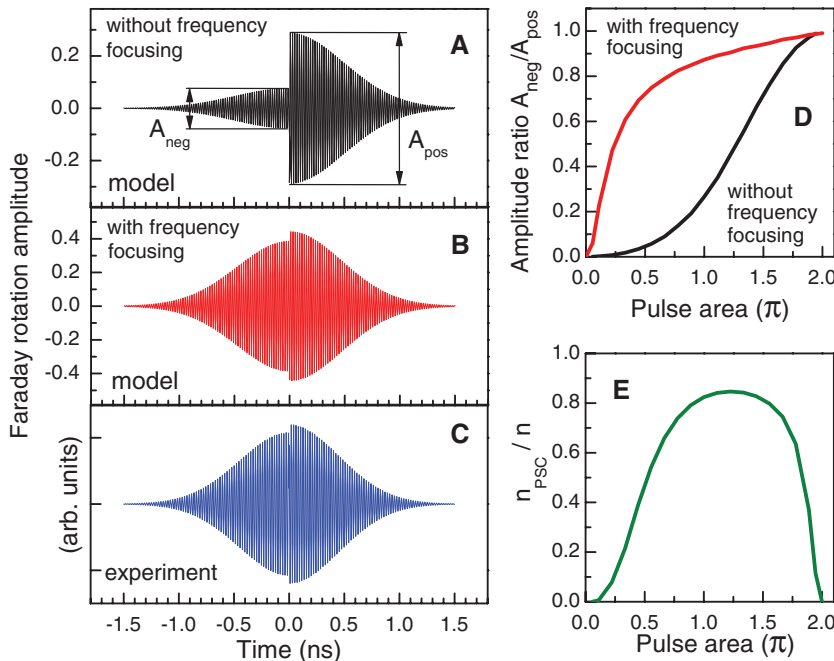 Faraday rotation amplitude
(arb. units)
without frequency
focusing
A
A_neg
A_pos
model
0.2
0.0
-0.2
with frequency
focusing
B
model
0.4
0.2
0.0
-0.2
-0.4
C
experiment
-1.5 -1.0 -0.5 0.0 0.5 1.0 1.5
Time (ns)
Amplitude ratio A_neg/A_pos
1.0
0.8
0.6
0.4
0.2
0.0
with frequency
focusing
D
without
frequency
focusing
0.0 0.5 1.0 1.5 2.0
Pulse area (π)
n_PSC / n
1.0
0.8
0.6
0.4
0.2
0.0
E
0.0 0.5 1.0 1.5 2.0
Pulse area (π)